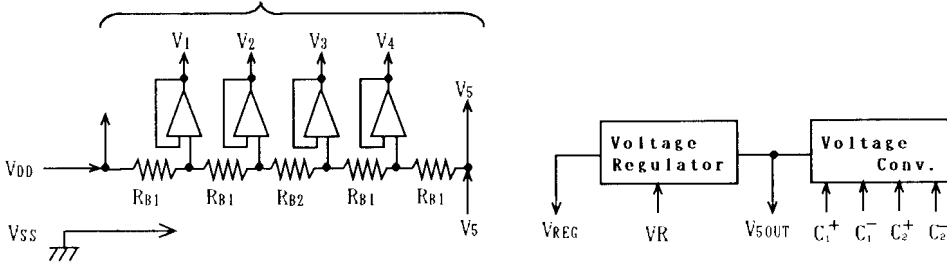 V1 V2 V3 V4
V5
VDD
RB1 RB1 RB2 RB1 RB1
VSS
V5
Voltage Regulator
Voltage Conv.
VREG VR V5OUT C1+ C1- C2+ C2-